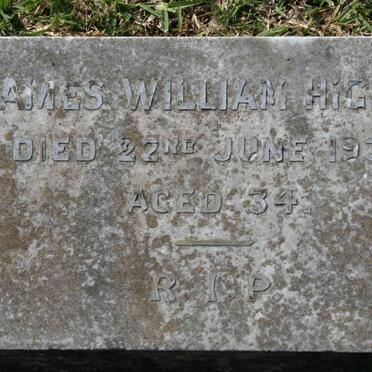 AMES WILLIAM HIG
DIED 22ND JUNE 19
AGED 34.
R.I.P.